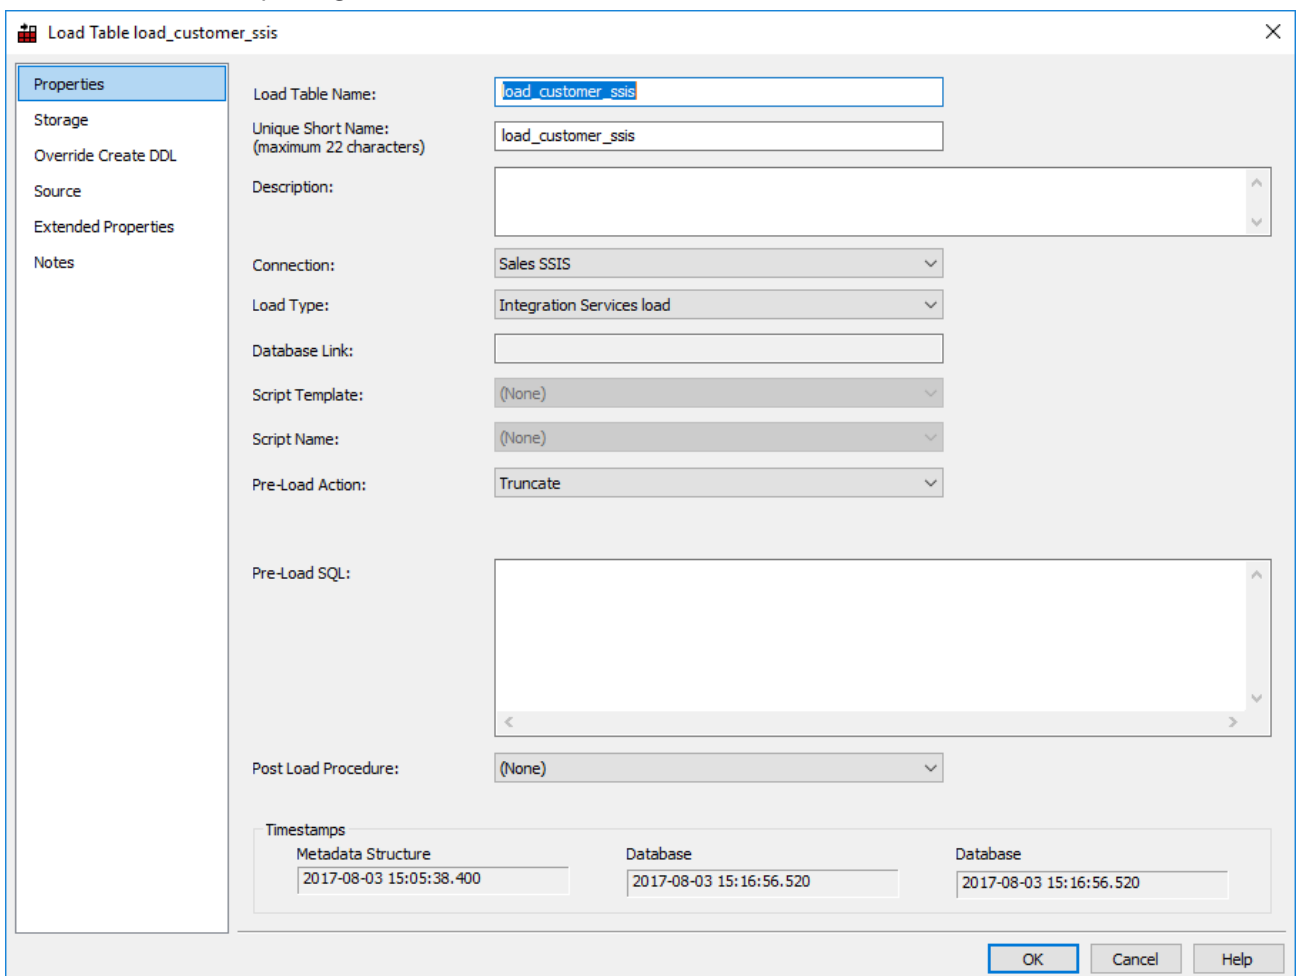 Load Table load_customer_ssis
Properties
Storage
Override Create DDL
Source
Extended Properties
Notes
Load Table Name: load_customer_ssis
Unique Short Name:
(maximum 22 characters) load_customer_ssis
Description:
Connection: Sales SSIS
Load Type: Integration Services load
Database Link:
Script Template: (None)
Script Name: (None)
Pre-Load Action: Truncate
Pre-Load SQL:
Post Load Procedure: (None)
Timestamps
Metadata Structure Database Database
2017-08-03 15:05:38.400 2017-08-03 15:16:56.520 2017-08-03 15:16:56.520
OK Cancel Help